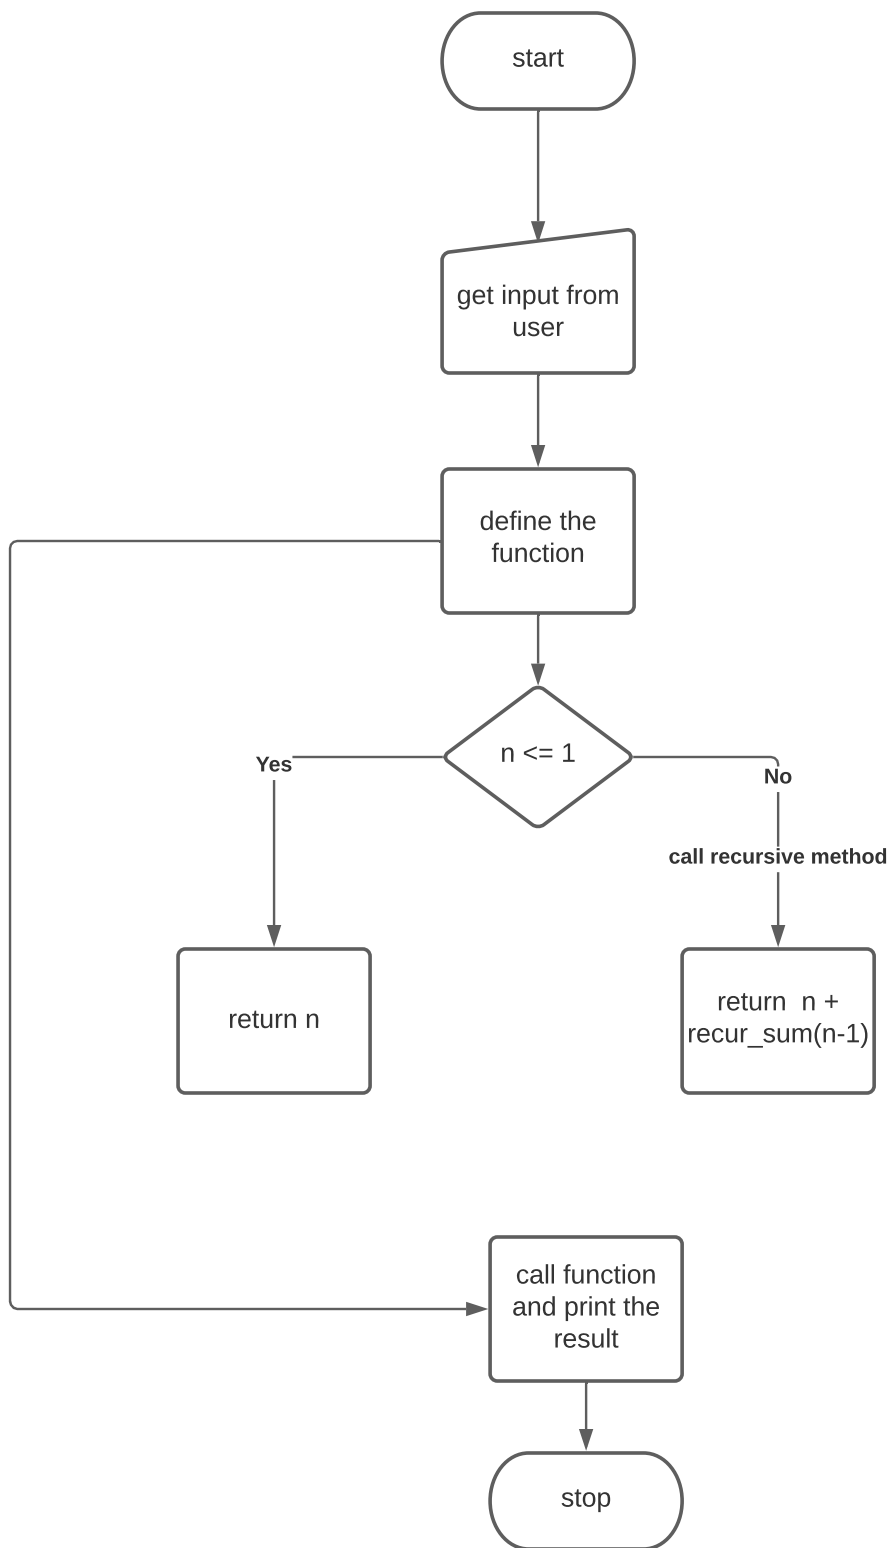 start
get input from
user
define the
function
n <= 1
Yes
No
call recursive method
return n
return  n +
recur_sum(n-1)
call function
and print the
result
stop